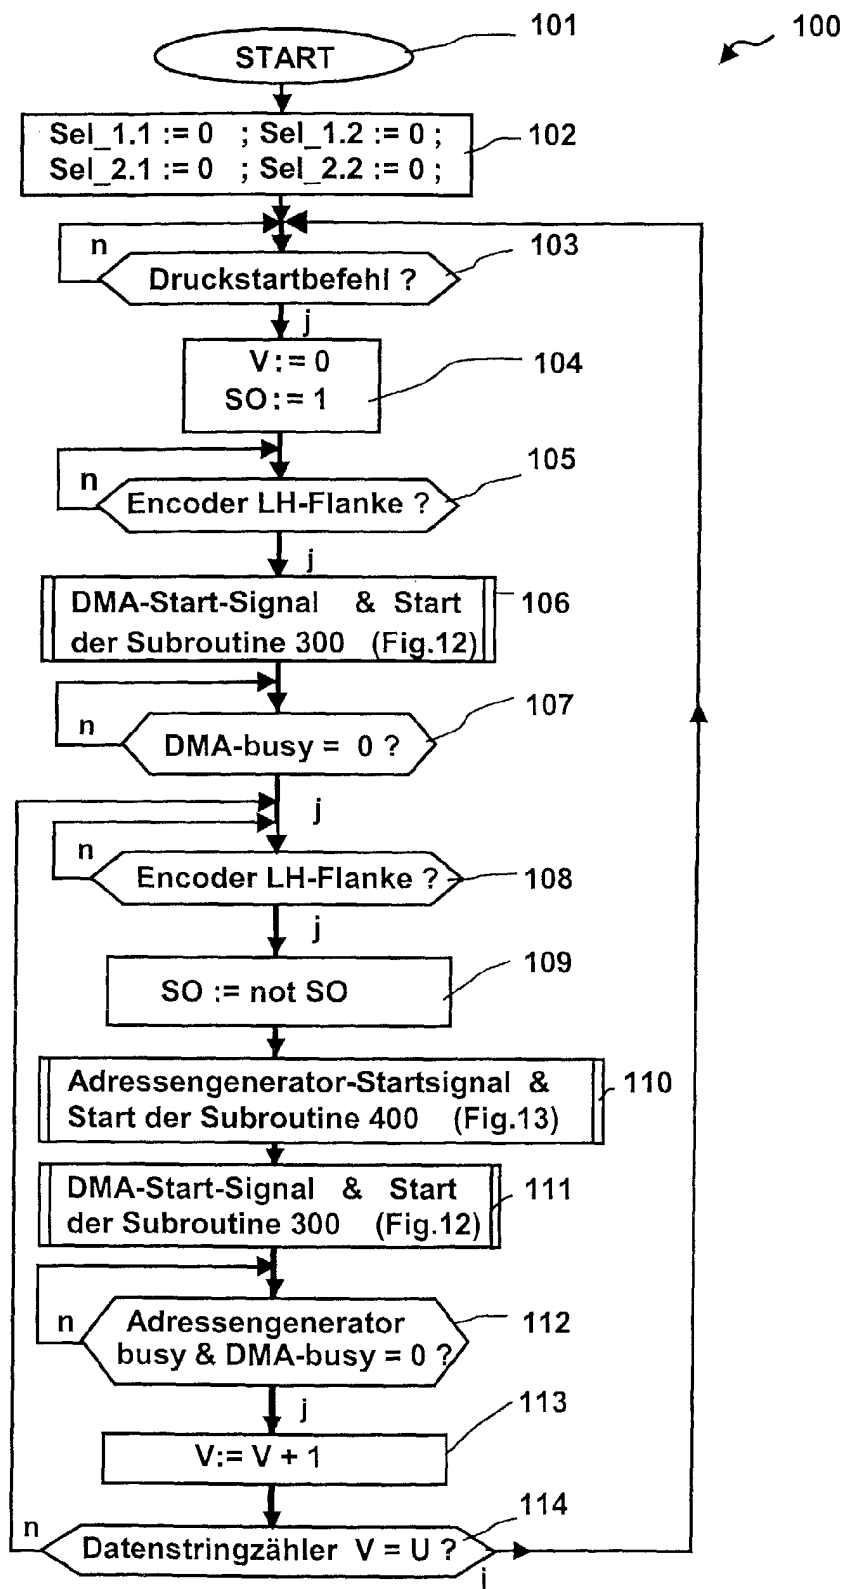 100
101
START
Sel_1.1 := 0 ; Sel_1.2 := 0 ;
Sel_2.1 := 0 ; Sel_2.2 := 0 ;
102
n
103
Druckstartbefehl ?
j
V := 0
SO := 1
104
n
105
Encoder LH-Flanke ?
j
DMA-Start-Signal & Start
der Subroutine 300 (Fig.12)
106
n
107
DMA-busy = 0 ?
j
n
Encoder LH-Flanke ?
108
j
109
SO := not SO
Adressengenerator-Startsignal &
Start der Subroutine 400 (Fig.13)
110
DMA-Start-Signal & Start
der Subroutine 300 (Fig.12)
111
n
Adressengenerator
busy & DMA-busy = 0 ?
112
j
113
V:= V + 1
114
n
Datenstringzähler V = U ?
j